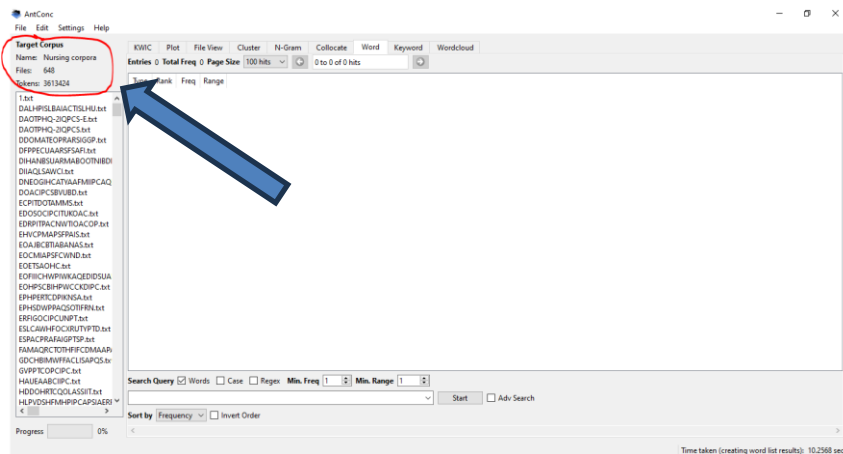 AntConc
File Edit Settings Help
Target Corpus
Name: Nursing corpora
Files: 648
Tokens: 3613424
KWIC Plot File View Cluster N-Gram Collocate Word Keyword Wordcloud
Entries 0 Total Freq 0 Page Size 100 hits 0 to 0 of 0 hits
Type Rank Freq Range
1.txt
DALHPISLBAIACTISLHU.txt
DAOTPHQ-2IQPCS-E.txt
DAOTPHQ-2IQPCS.txt
DDOMATEOPRARSIGGP.txt
DFPPECUAARSFSAFI.txt
DIHANBSUARMABOOTNIBDI
DIIAQLSAWCI.txt
DNEOGIHCATYAAFMIIPCAQ
DOACIPCSBVUBD.txt
ECPITDOTAMMS.txt
EDOSOCIPCITUKOAC.txt
EDRPITPACNWTIOACOP.txt
EHVCPMAPSFPAIS.txt
EOAJBCBTIABANAS.txt
EOCMIAPSFCWND.txt
EOETSAOHC.txt
EOFIIICHWPIWKAQEDIDSUA
EOHPSCBIHPWCCKDIPC.txt
EPHPERTCDPIKNSA.txt
EPHSDWPPAQSOTIFRN.txt
ERFIGOCIPCUNPT.txt
ESLCAWHFOCXRUTYPTD.txt
ESPACPRAFAIGPTSP.txt
FAMAQRCTOTHFIFCDMAAP
GDCHBIMWFFACLISAPQS.tx
GVPPTCOPCIPC.txt
HAUEAABCIIPC.txt
HDDOHRTCQOLASSIIT.txt
HLPVDSHFMHPIPCAPSIAERI
Search Query Words Case Regex Min. Freq 1 Min. Range 1
Start Adv Search
Sort by Frequency Invert Order
Progress 0%
Time taken (creating word list results): 10.2568 sec